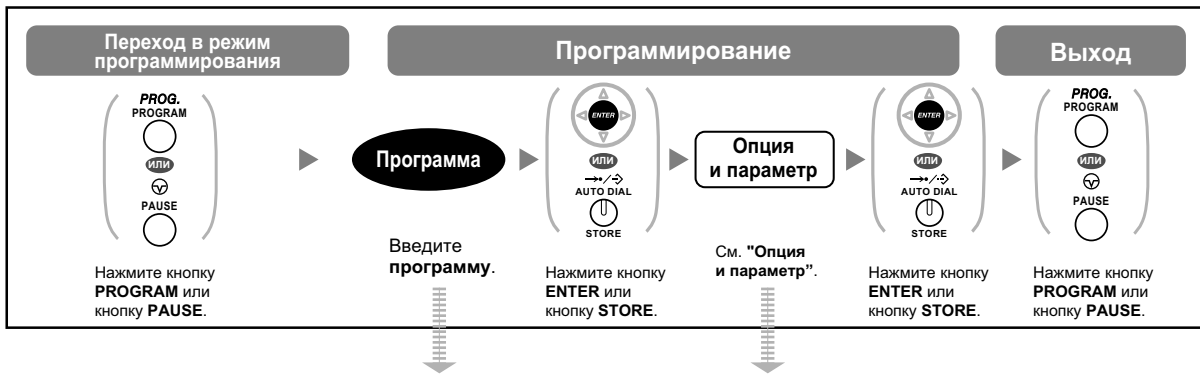 Переход в режим
программирования
Программирование
Выход
PROG.
PROGRAM
ИЛИ
PAUSE
Нажмите кнопку
PROGRAM или
кнопку PAUSE.
Программа
Введите
программу.
ENTER
ИЛИ
AUTO DIAL
STORE
Нажмите кнопку
ENTER или
кнопку STORE.
Опция
и параметр
См. "Опция
и параметр”.
ENTER
ИЛИ
AUTO DIAL
STORE
Нажмите кнопку
ENTER или
кнопку STORE.
PROG.
PROGRAM
ИЛИ
PAUSE
Нажмите кнопку
PROGRAM или
кнопку PAUSE.